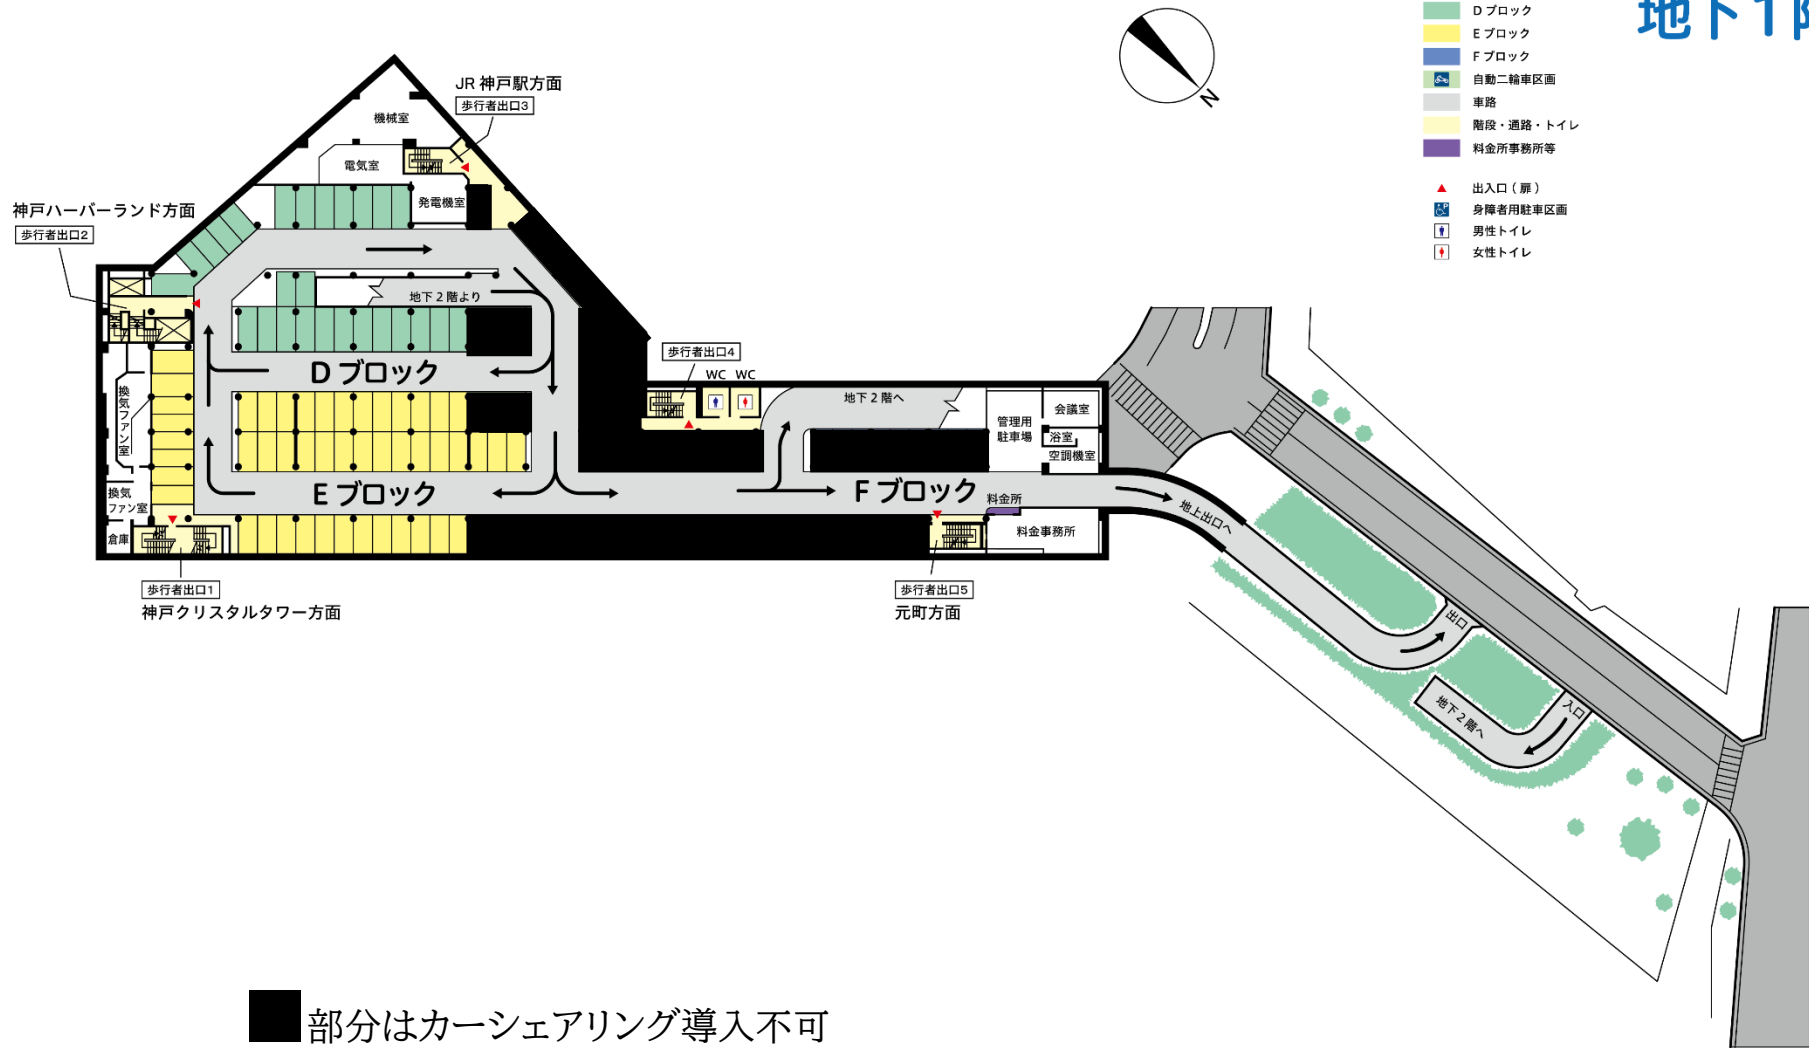 地下1階
D ブロック
E ブロック
F ブロック
自動二輪車区画
車路
階段・通路・トイレ
料金所事務所等
出入口（扉）
身障者用駐車区画
男性トイレ
女性トイレ
N
JR 神戸駅方面
歩行者出口3
機械室
電気室
発電機室
神戸ハーバーランド方面
歩行者出口2
地下2階より
D ブロック
歩行者出口4
WC WC
地下2階へ
管理用
駐車場
会議室
浴室
空調機室
換気ファン室
換気
ファン室
倉庫
E ブロック
F ブロック
料金所
料金事務所
地上出口へ
歩行者出口1
神戸クリスタルタワー方面
歩行者出口5
元町方面
出口
入口
地下2階へ
部分はカーシェアリング導入不可